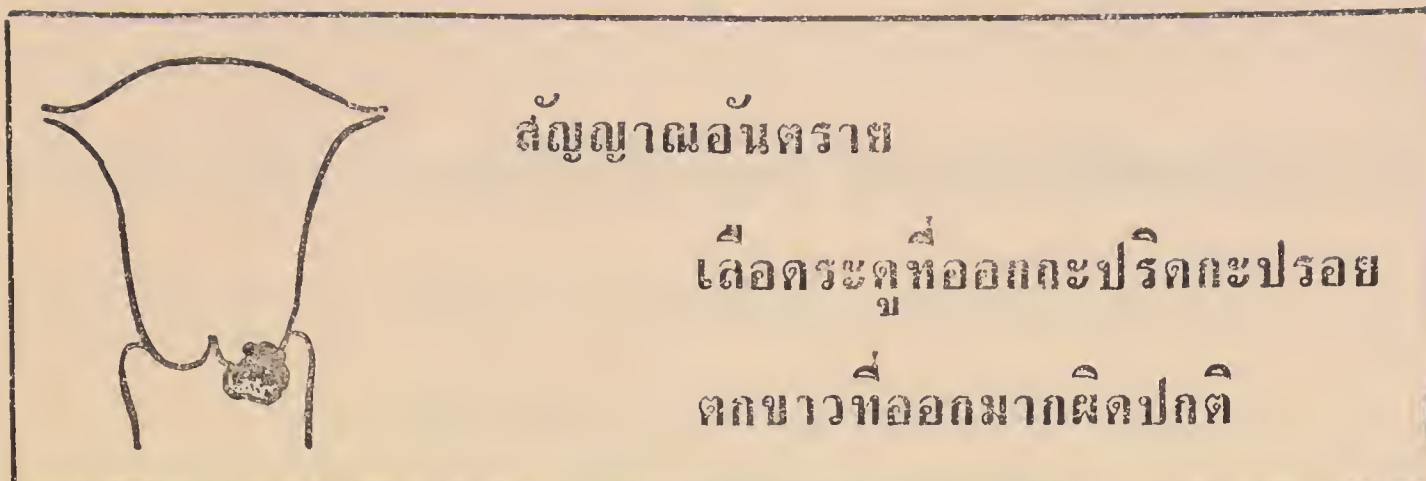 สัญญาณอันตราย
เลือดระดูที่ออกกะปริดกะปรอย
ตกขาวที่ออกมากผิดปกติ